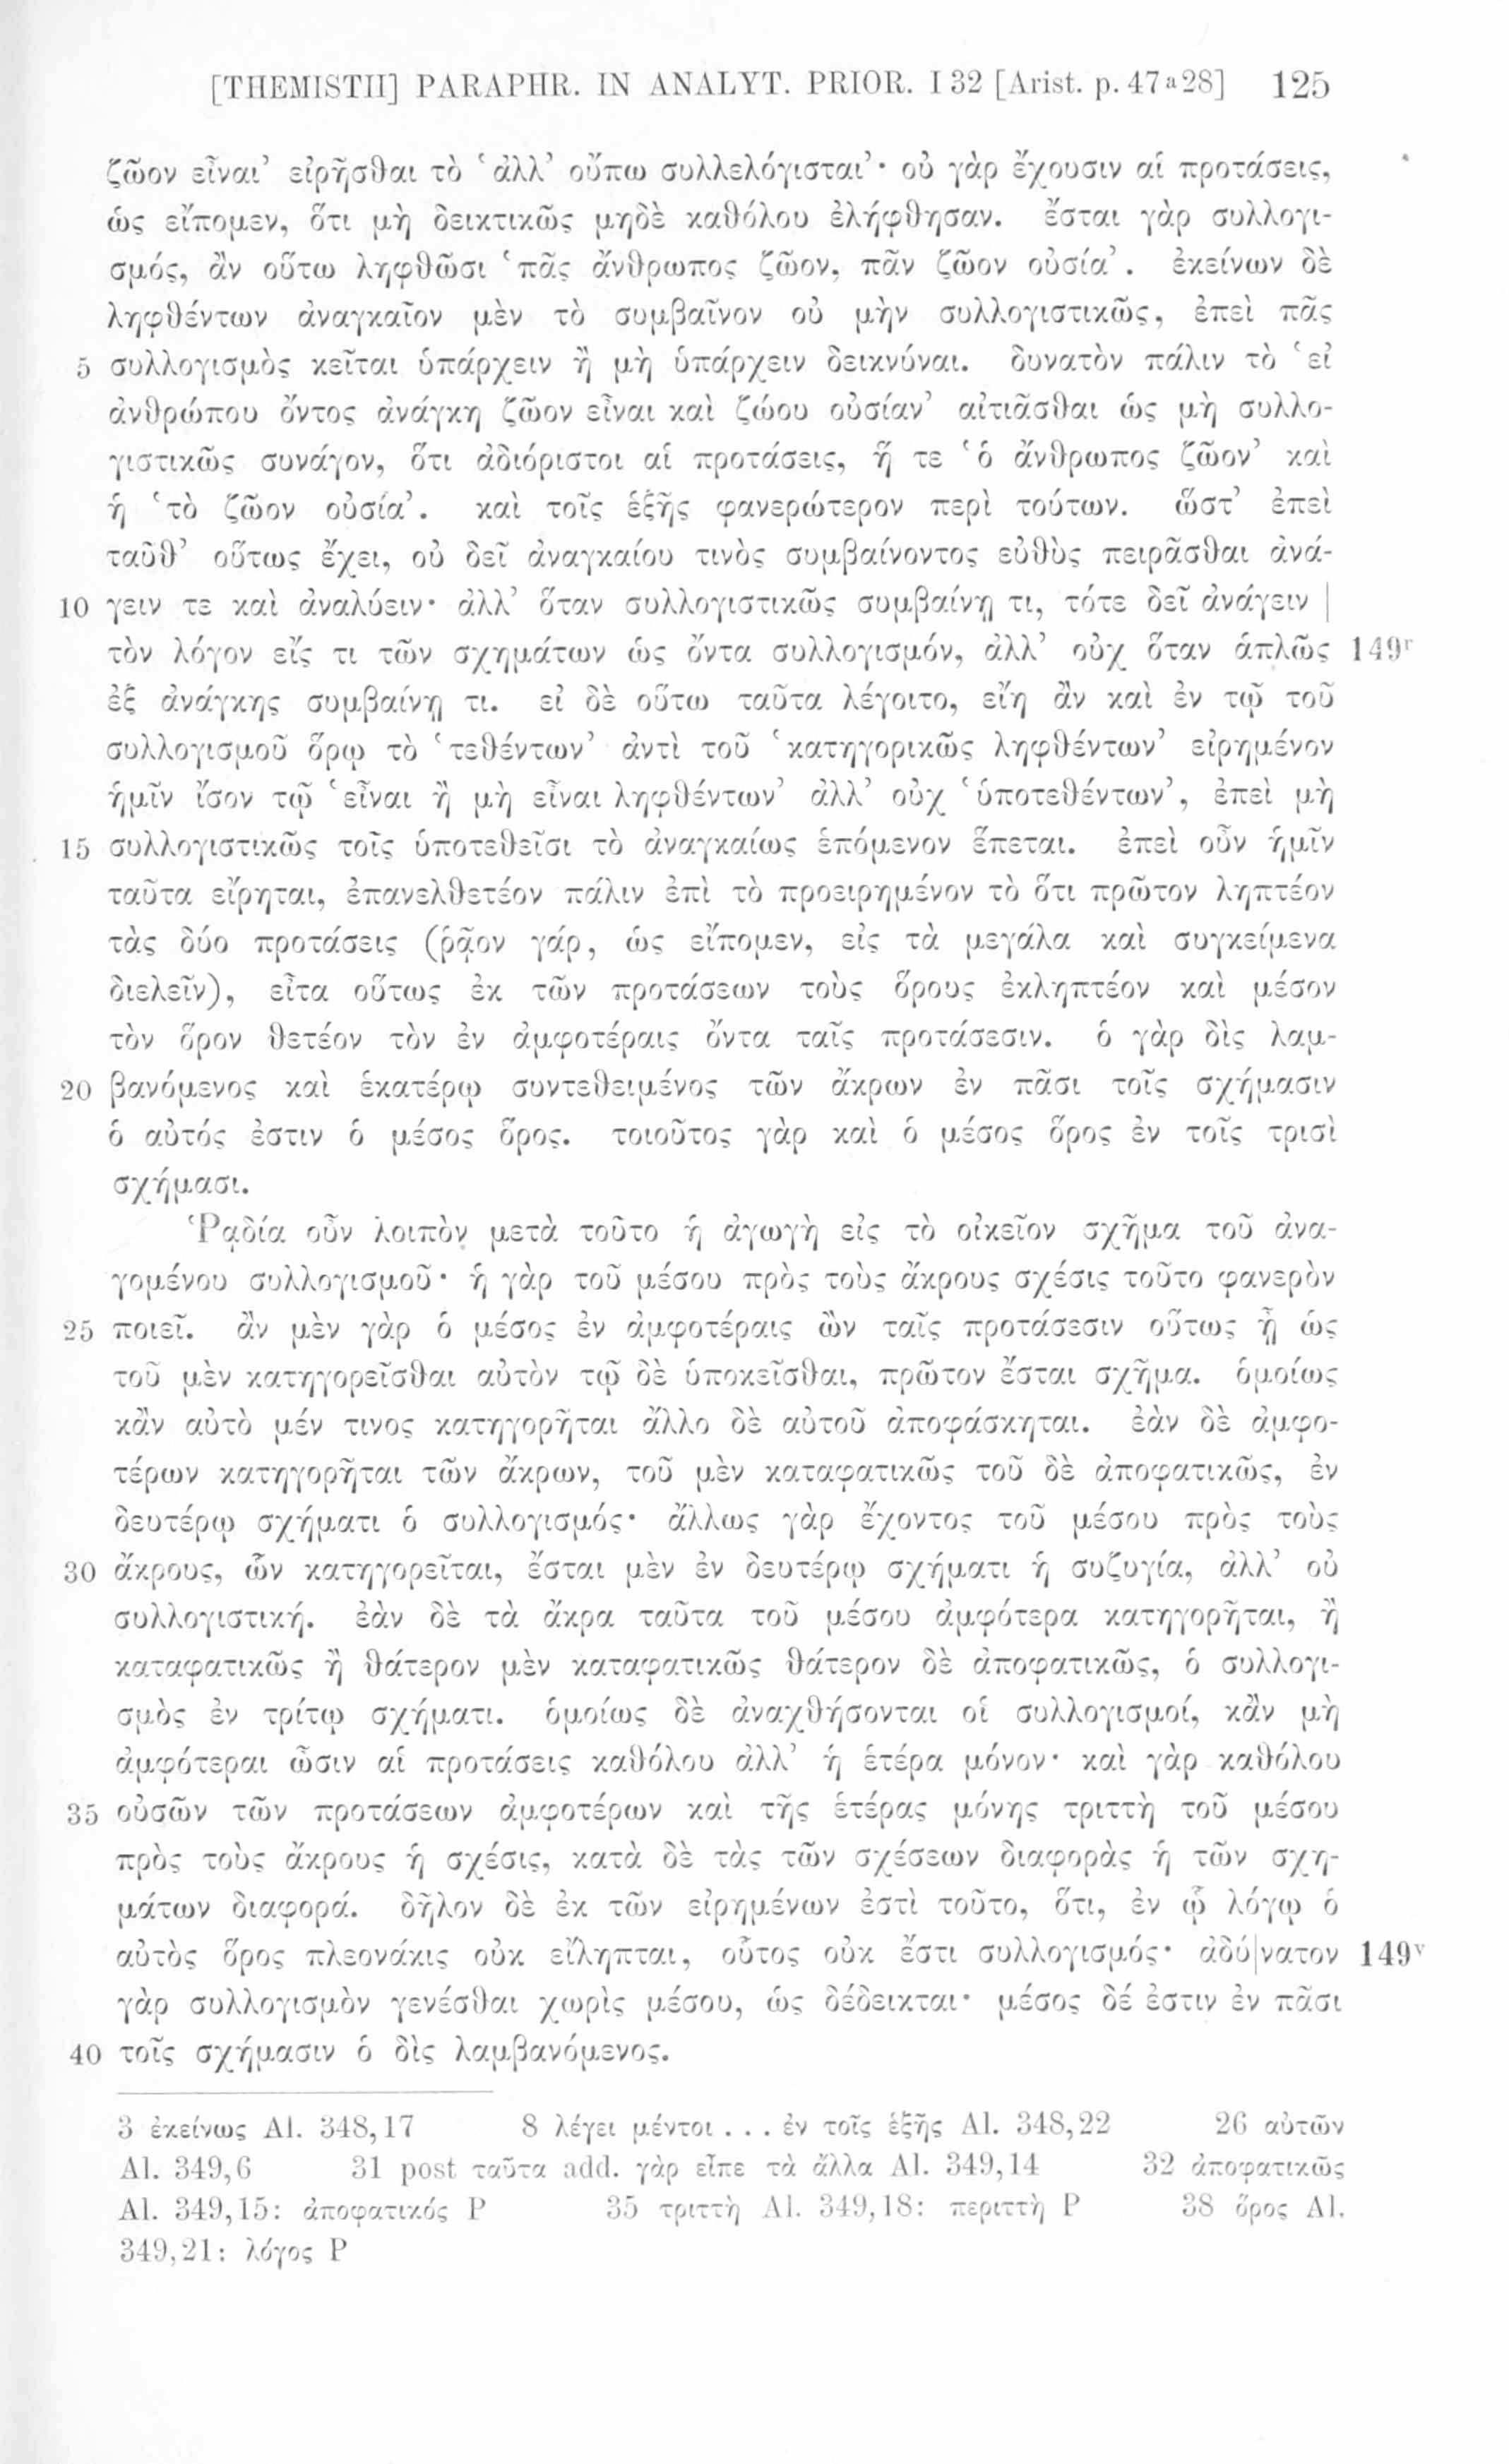 [THEMISTII] PARAPHR. IN ANALYT. PRIOR. I 32 [Arist. p. 47 a 28] 125
ζῶον εἶναι’ εἰρῆσθαι τὸ ‘ἀλλ’ οὔπω συλλελόγισται’· οὐ γὰρ ἔχουσιν αἱ προτάσεις,
ὡς εἴπομεν, ὅτι μὴ δεικτικῶς μηδὲ καθόλου ἐλήφθησαν. ἔσται γὰρ συλλογι-
σμός, ἂν οὕτω ληφθῶσι ‘πᾶς ἄνθρωπος ζῶον, πᾶν ζῶον οὐσία’. ἐκείνων δὲ
ληφθέντων ἀναγκαῖον μὲν τὸ συμβαῖνον οὐ μὴν συλλογιστικῶς, ἐπεὶ πᾶς
5 συλλογισμὸς κεῖται ὑπάρχειν ἢ μὴ ὑπάρχειν δεικνύναι. δυνατὸν πάλιν τὸ ‘εἰ
ἀνθρώπου ὄντος ἀνάγκη ζῶον εἶναι καὶ ζώου οὐσίαν’ αἰτιᾶσθαι ὡς μὴ συλλο-
γιστικῶς συνάγον, ὅτι ἀδιόριστοι αἱ προτάσεις, ἥ τε ‘ὁ ἄνθρωπος ζῶον’ καὶ
ἡ ‘τὸ ζῶον οὐσία’. καὶ τοῖς ἑξῆς φανερώτερον περὶ τούτων. ὥστ’ ἐπεὶ
ταῦθ’ οὕτως ἔχει, οὐ δεῖ ἀναγκαίου τινὸς συμβαίνοντος εὐθὺς πειρᾶσθαι ἀνά-
10 γειν τε καὶ ἀναλύειν· ἀλλ’ ὅταν συλλογιστικῶς συμβαίνῃ τι, τότε δεῖ ἀνάγειν |
τὸν λόγον εἴς τι τῶν σχημάτων ὡς ὄντα συλλογισμόν, ἀλλ’ οὐχ ὅταν ἁπλῶς 149r
ἐξ ἀνάγκης συμβαίνῃ τι. εἰ δὲ οὕτω ταῦτα λέγοιτο, εἴη ἂν καὶ ἐν τῷ τοῦ
συλλογισμοῦ ὅρῳ τὸ ‘τεθέντων’ ἀντὶ τοῦ ‘κατηγορικῶς ληφθέντων’ εἰρημένον
ἡμῖν ἴσον τῷ ‘εἶναι ἢ μὴ εἶναι ληφθέντων’ ἀλλ’ οὐχ ‘ὑποτεθέντων’, ἐπεὶ μὴ
15 συλλογιστικῶς τοῖς ὑποτεθεῖσι τὸ ἀναγκαίως ἑπόμενον ἕπεται. ἐπεὶ οὖν ἡμῖν
ταῦτα εἴρηται, ἐπανελθετέον πάλιν ἐπὶ τὸ προειρημένον τὸ ὅτι πρῶτον ληπτέον
τὰς δύο προτάσεις (ῥᾷον γάρ, ὡς εἴπομεν, εἰς τὰ μεγάλα καὶ συγκείμενα
διελεῖν), εἶτα οὕτως ἐκ τῶν προτάσεων τοὺς ὅρους ἐκληπτέον καὶ μέσον
τὸν ὅρον θετέον τὸν ἐν ἀμφοτέραις ὄντα ταῖς προτάσεσιν. ὁ γὰρ δὶς λαμ-
20 βανόμενος καὶ ἑκατέρῳ συντεθειμένος τῶν ἄκρων ἐν πᾶσι τοῖς σχήμασιν
ὁ αὐτός ἐστιν ὁ μέσος ὅρος. τοιοῦτος γὰρ καὶ ὁ μέσος ὅρος ἐν τοῖς τρισὶ
σχήμασι.
Ῥᾳδία οὖν λοιπὸν μετὰ τοῦτο ἡ ἀγωγὴ εἰς τὸ οἰκεῖον σχῆμα τοῦ ἀνα-
γομένου συλλογισμοῦ· ἡ γὰρ τοῦ μέσου πρὸς τοὺς ἄκρους σχέσις τοῦτο φανερὸν
25 ποιεῖ. ἂν μὲν γὰρ ὁ μέσος ἐν ἀμφοτέραις ὢν ταῖς προτάσεσιν οὕτως ᾖ ὡς
τοῦ μὲν κατηγορεῖσθαι αὐτὸν τῷ δὲ ὑποκεῖσθαι, πρῶτον ἔσται σχῆμα. ὁμοίως
κἂν αὐτὸ μέν τινος κατηγορῆται ἄλλο δὲ αὐτοῦ ἀποφάσκηται. ἐὰν δὲ ἀμφο-
τέρων κατηγορῆται τῶν ἄκρων, τοῦ μὲν καταφατικῶς τοῦ δὲ ἀποφατικῶς, ἐν
δευτέρῳ σχήματι ὁ συλλογισμός· ἄλλως γὰρ ἔχοντος τοῦ μέσου πρὸς τοὺς
30 ἄκρους, ὧν κατηγορεῖται, ἔσται μὲν ἐν δευτέρῳ σχήματι ἡ συζυγία, ἀλλ’ οὐ
συλλογιστική. ἐὰν δὲ τὰ ἄκρα ταῦτα τοῦ μέσου ἀμφότερα κατηγορῆται, ἢ
καταφατικῶς ἢ θάτερον μὲν καταφατικῶς θάτερον δὲ ἀποφατικῶς, ὁ συλλογι-
σμὸς ἐν τρίτῳ σχήματι. ὁμοίως δὲ ἀναχθήσονται οἱ συλλογισμοί, κἂν μὴ
ἀμφότεραι ὦσιν αἱ προτάσεις καθόλου ἀλλ’ ἡ ἑτέρα μόνον· καὶ γὰρ καθόλου
35 οὐσῶν τῶν προτάσεων ἀμφοτέρων καὶ τῆς ἑτέρας μόνης τριττὴ τοῦ μέσου
πρὸς τοὺς ἄκρους ἡ σχέσις, κατὰ δὲ τὰς τῶν σχέσεων διαφορὰς ἡ τῶν σχη-
μάτων διαφορά. δῆλον δὲ ἐκ τῶν εἰρημένων ἐστὶ τοῦτο, ὅτι, ἐν ᾧ λόγῳ ὁ
αὐτὸς ὅρος πλεονάκις οὐκ εἴληπται, οὗτος οὐκ ἔστι συλλογισμός· ἀδύ|νατον 149v
γὰρ συλλογισμὸν γενέσθαι χωρὶς μέσου, ὡς δέδεικται· μέσος δέ ἐστιν ἐν πᾶσι
40 τοῖς σχήμασιν ὁ δὶς λαμβανόμενος.
3 ἐκείνως Al. 348,17 8 λέγει μέντοι . . . ἐν τοῖς ἑξῆς Al. 348,22 26 αὐτῶν
Al. 349,6 31 post ταῦτα add. γὰρ εἶπε τὰ ἄλλα Al. 349,14 32 ἀποφατικῶς
Al. 349,15: ἀποφατικός P 35 τριττὴ Al. 349,18: περιττὴ P 38 ὅρος Al.
349,21: λόγος P